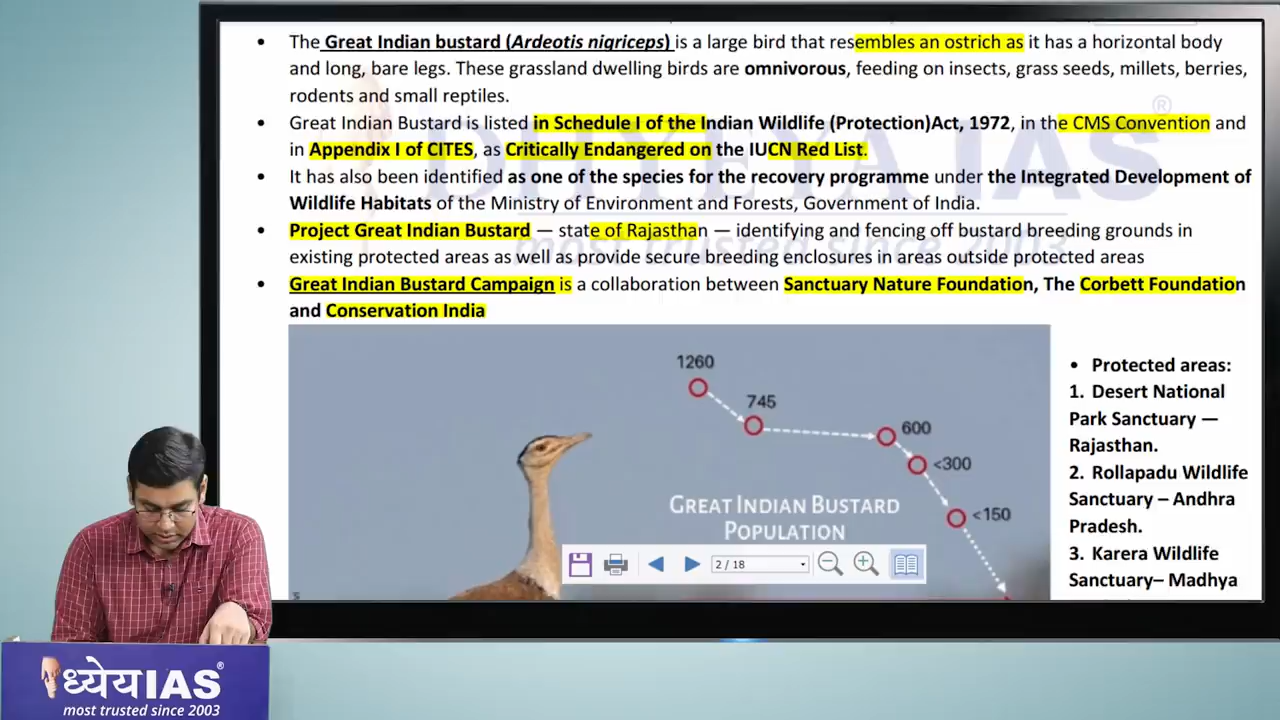 • The Great Indian bustard (Ardeotis nigriceps) is a large bird that resembles an ostrich as it has a horizontal body
and long, bare legs. These grassland dwelling birds are omnivorous, feeding on insects, grass seeds, millets, berries,
rodents and small reptiles.
• Great Indian Bustard is listed in Schedule I of the Indian Wildlife (Protection)Act, 1972, in the CMS Convention and
in Appendix I of CITES, as Critically Endangered on the IUCN Red List.
• It has also been identified as one of the species for the recovery programme under the Integrated Development of
Wildlife Habitats of the Ministry of Environment and Forests, Government of India.
• Project Great Indian Bustard — state of Rajasthan — identifying and fencing off bustard breeding grounds in
existing protected areas as well as provide secure breeding enclosures in areas outside protected areas
• Great Indian Bustard Campaign is a collaboration between Sanctuary Nature Foundation, The Corbett Foundation
and Conservation India
DHYEYA IAS®
most trusted since 2003
1260
745
600
<300
<150
GREAT INDIAN BUSTARD
POPULATION
2 / 18
• Protected areas:
1. Desert National
Park Sanctuary —
Rajasthan.
2. Rollapadu Wildlife
Sanctuary – Andhra
Pradesh.
3. Karera Wildlife
Sanctuary– Madhya
ध्येयIAS®
most trusted since 2003